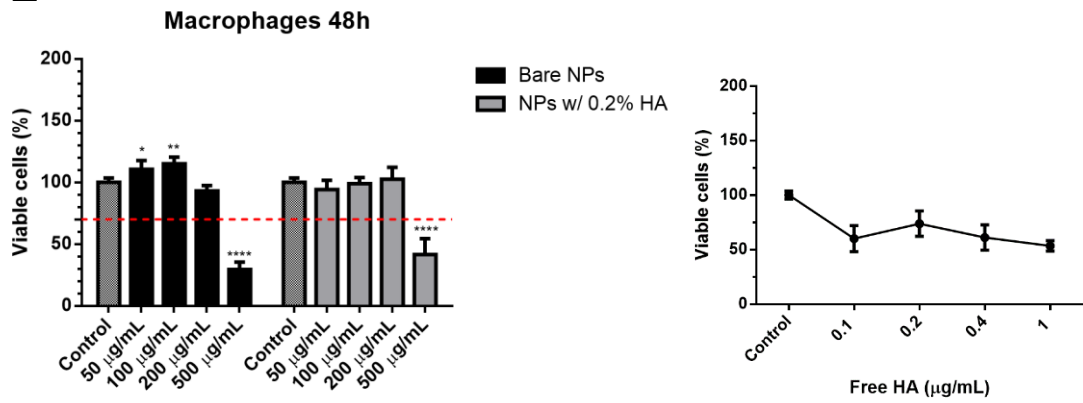 Macrophages 48h
Viable cells (%)
200
150
100
50
0
*
**
****
****
Control
50 μg/mL
100 μg/mL
200 μg/mL
500 μg/mL
Control
50 μg/mL
100 μg/mL
200 μg/mL
500 μg/mL
Bare NPs
NPs w/ 0.2% HA
Viable cells (%)
200
150
100
50
0
Control
0.1
0.2
0.4
1
Free HA (μg/mL)